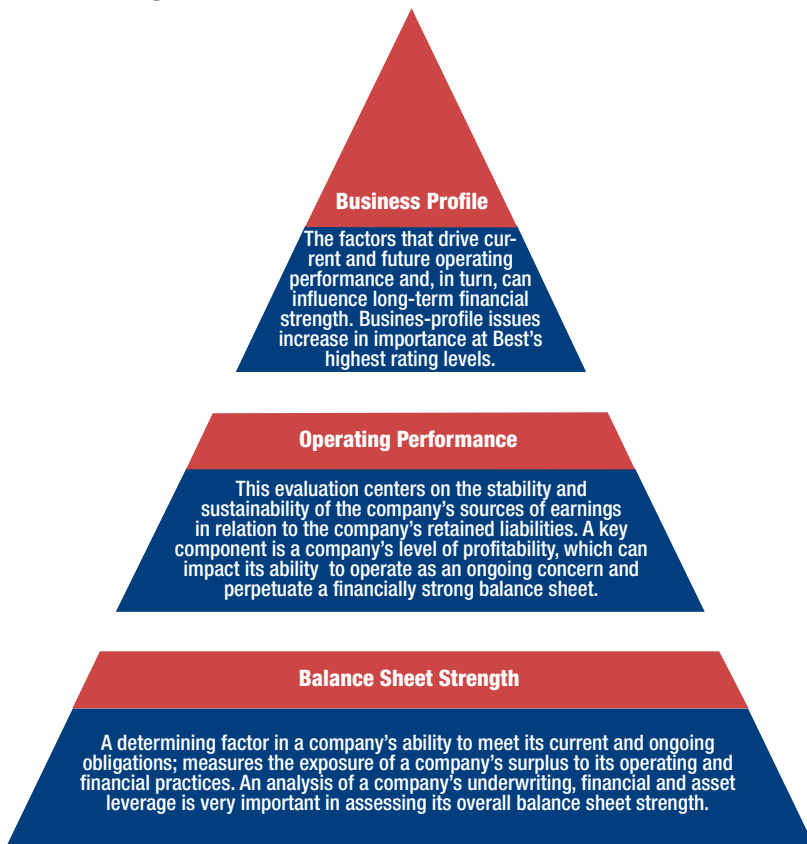 Business Profile
The factors that drive cur-
rent and future operating
performance and, in turn, can
influence long-term financial
strength. Busines-profile issues
increase in importance at Best’s
highest rating levels.
Operating Performance
This evaluation centers on the stability and
sustainability of the company’s sources of earnings
in relation to the company’s retained liabilities. A key
component is a company’s level of profitability, which can
impact its ability to operate as an ongoing concern and
perpetuate a financially strong balance sheet.
Balance Sheet Strength
A determining factor in a company’s ability to meet its current and ongoing
obligations; measures the exposure of a company’s surplus to its operating and
financial practices. An analysis of a company’s underwriting, financial and asset
leverage is very important in assessing its overall balance sheet strength.